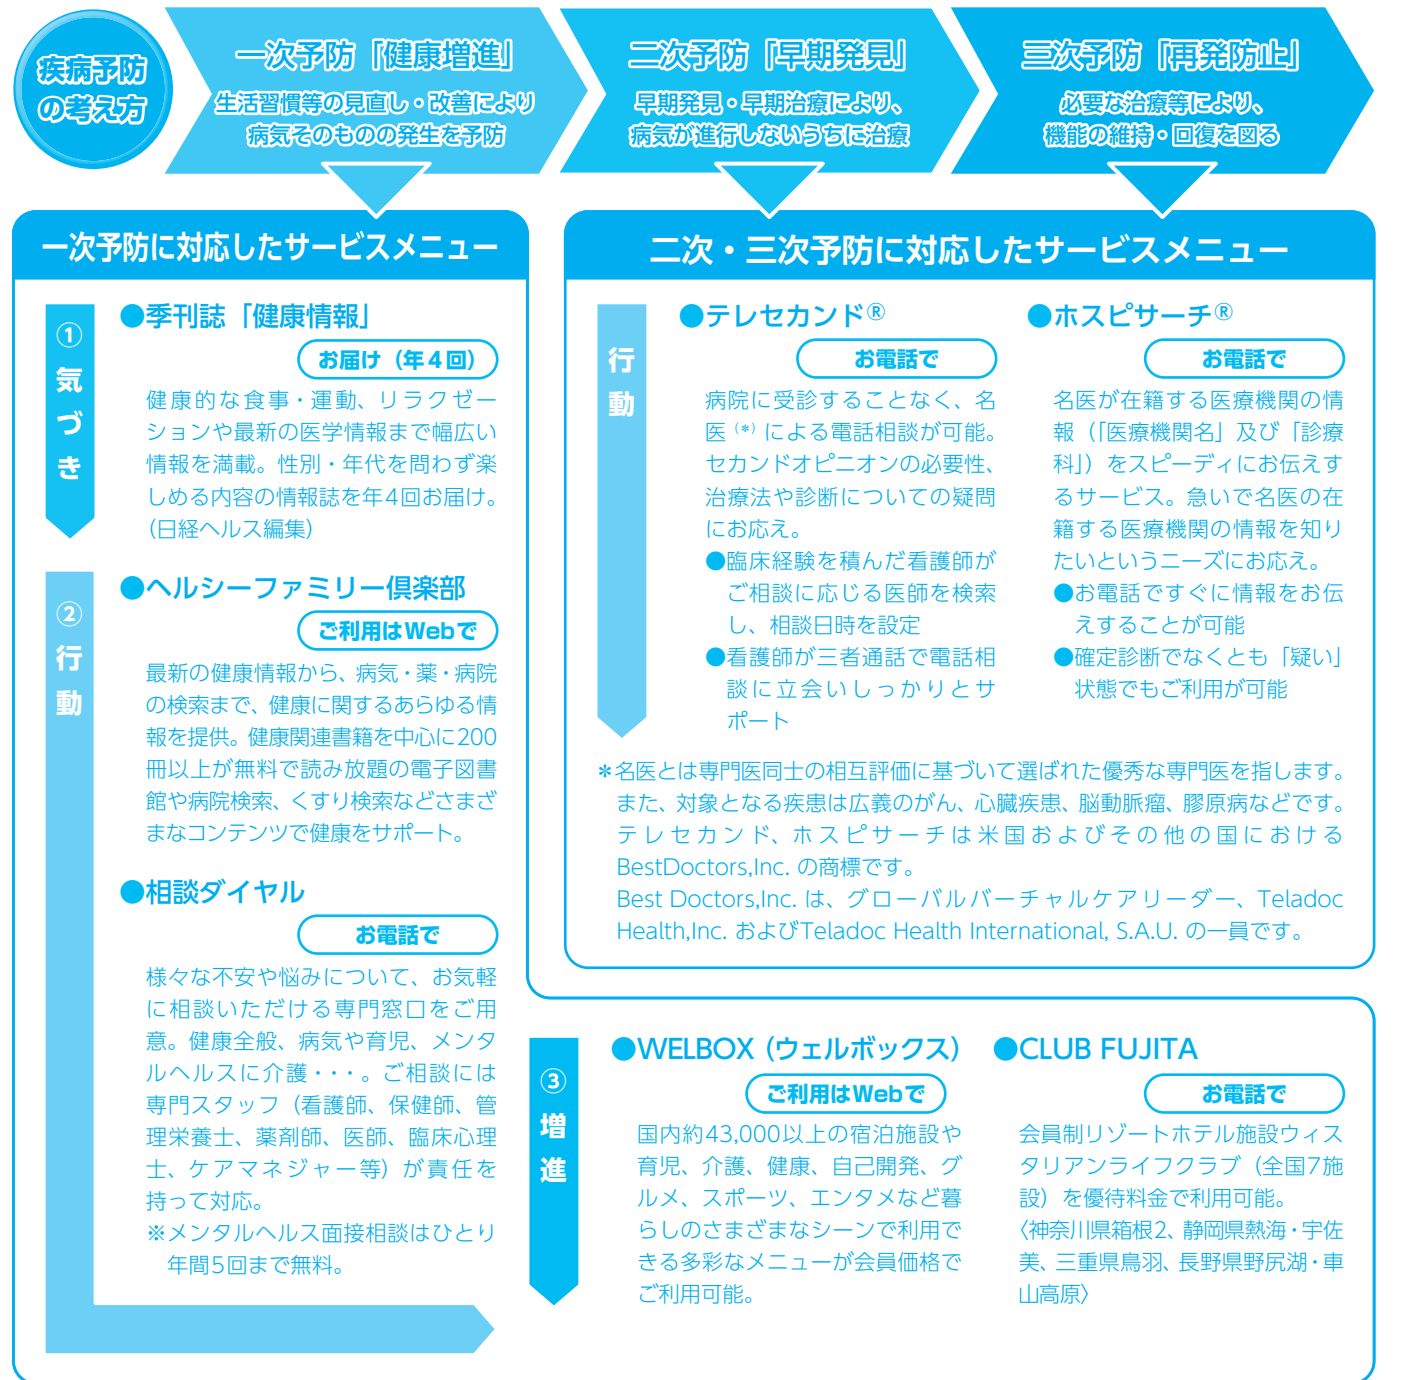 疾病予防
の考え方
一次予防「健康増進」
生活習慣等の見直し・改善により
病気そのものの発生を予防
二次予防「早期発見」
早期発見・早期治療により、
病気が進行しないうちに治療
三次予防「再発防止」
必要な治療等により、
機能の維持・回復を図る
一次予防に対応したサービスメニュー
①気づき
●季刊誌「健康情報」
お届け（年４回）
健康的な食事・運動、リラクゼー
ションや最新の医学情報まで幅広い
情報を満載。性別・年代を問わず楽
しめる内容の情報誌を年4回お届け。
（日経ヘルス編集）
②行動
●ヘルシーファミリー倶楽部
ご利用はWebで
最新の健康情報から、病気・薬・病院
の検索まで、健康に関するあらゆる情
報を提供。健康関連書籍を中心に200
冊以上が無料で読み放題の電子図書
館や病院検索、くすり検索などさまざ
まなコンテンツで健康をサポート。
●相談ダイヤル
お電話で
様々な不安や悩みについて、お気軽
に相談いただける専門窓口をご用
意。健康全般、病気や育児、メンタ
ルヘルスに介護・・・。ご相談には
専門スタッフ（看護師、保健師、管
理栄養士、薬剤師、医師、臨床心理
士、ケアマネジャー等）が責任を
持って対応。
※メンタルヘルス面接相談はひとり
年間5回まで無料。
二次・三次予防に対応したサービスメニュー
行動
●テレセカンド®
お電話で
病院に受診することなく、名
医（*）による電話相談が可能。
セカンドオピニオンの必要性、
治療法や診断についての疑問
にお応え。
●臨床経験を積んだ看護師が
ご相談に応じる医師を検索
し、相談日時を設定
●看護師が三者通話で電話相
談に立会いしっかりとサ
ポート
●ホスピサーチ®
お電話で
名医が在籍する医療機関の情
報（「医療機関名」及び「診療
科」）をスピーディにお伝えす
るサービス。急いで名医の在
籍する医療機関の情報を知り
たいというニーズにお応え。
●お電話ですぐに情報をお伝
えすることが可能
●確定診断でなくとも「疑い」
状態でもご利用が可能
*名医とは専門医同士の相互評価に基づいて選ばれた優秀な専門医を指します。
また、対象となる疾患は広義のがん、心臓疾患、脳動脈瘤、膠原病などです。
テレセカンド、ホスピサーチは米国およびその他の国における
BestDoctors,Inc. の商標です。
Best Doctors,Inc. は、グローバルバーチャルケアリーダー、Teladoc
Health,Inc. およびTeladoc Health International, S.A.U. の一員です。
③増進
●WELBOX（ウェルボックス）
ご利用はWebで
国内約43,000以上の宿泊施設や
育児、介護、健康、自己開発、グ
ルメ、スポーツ、エンタメなど暮
らしのさまざまなシーンで利用で
きる多彩なメニューが会員価格で
ご利用可能。
●CLUB FUJITA
お電話で
会員制リゾートホテル施設ウィス
タリアンライフクラブ（全国7施
設）を優待料金で利用可能。
〈神奈川県箱根2、静岡県熱海・宇佐
美、三重県鳥羽、長野県野尻湖・車
山高原〉